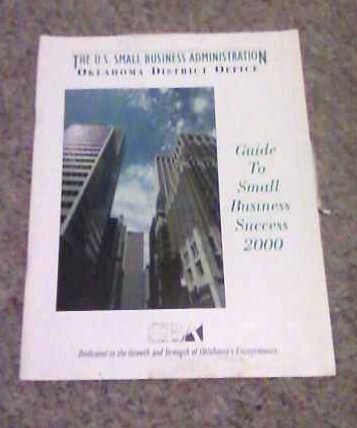 THE U.S. SMALL BUSINESS ADMINISTRATION
OKLAHOMA DISTRICT OFFICE
Guide
To
Small
Business
Success
2000
Dedicated to the Growth and Strength of Oklahoma's Entrepreneurs